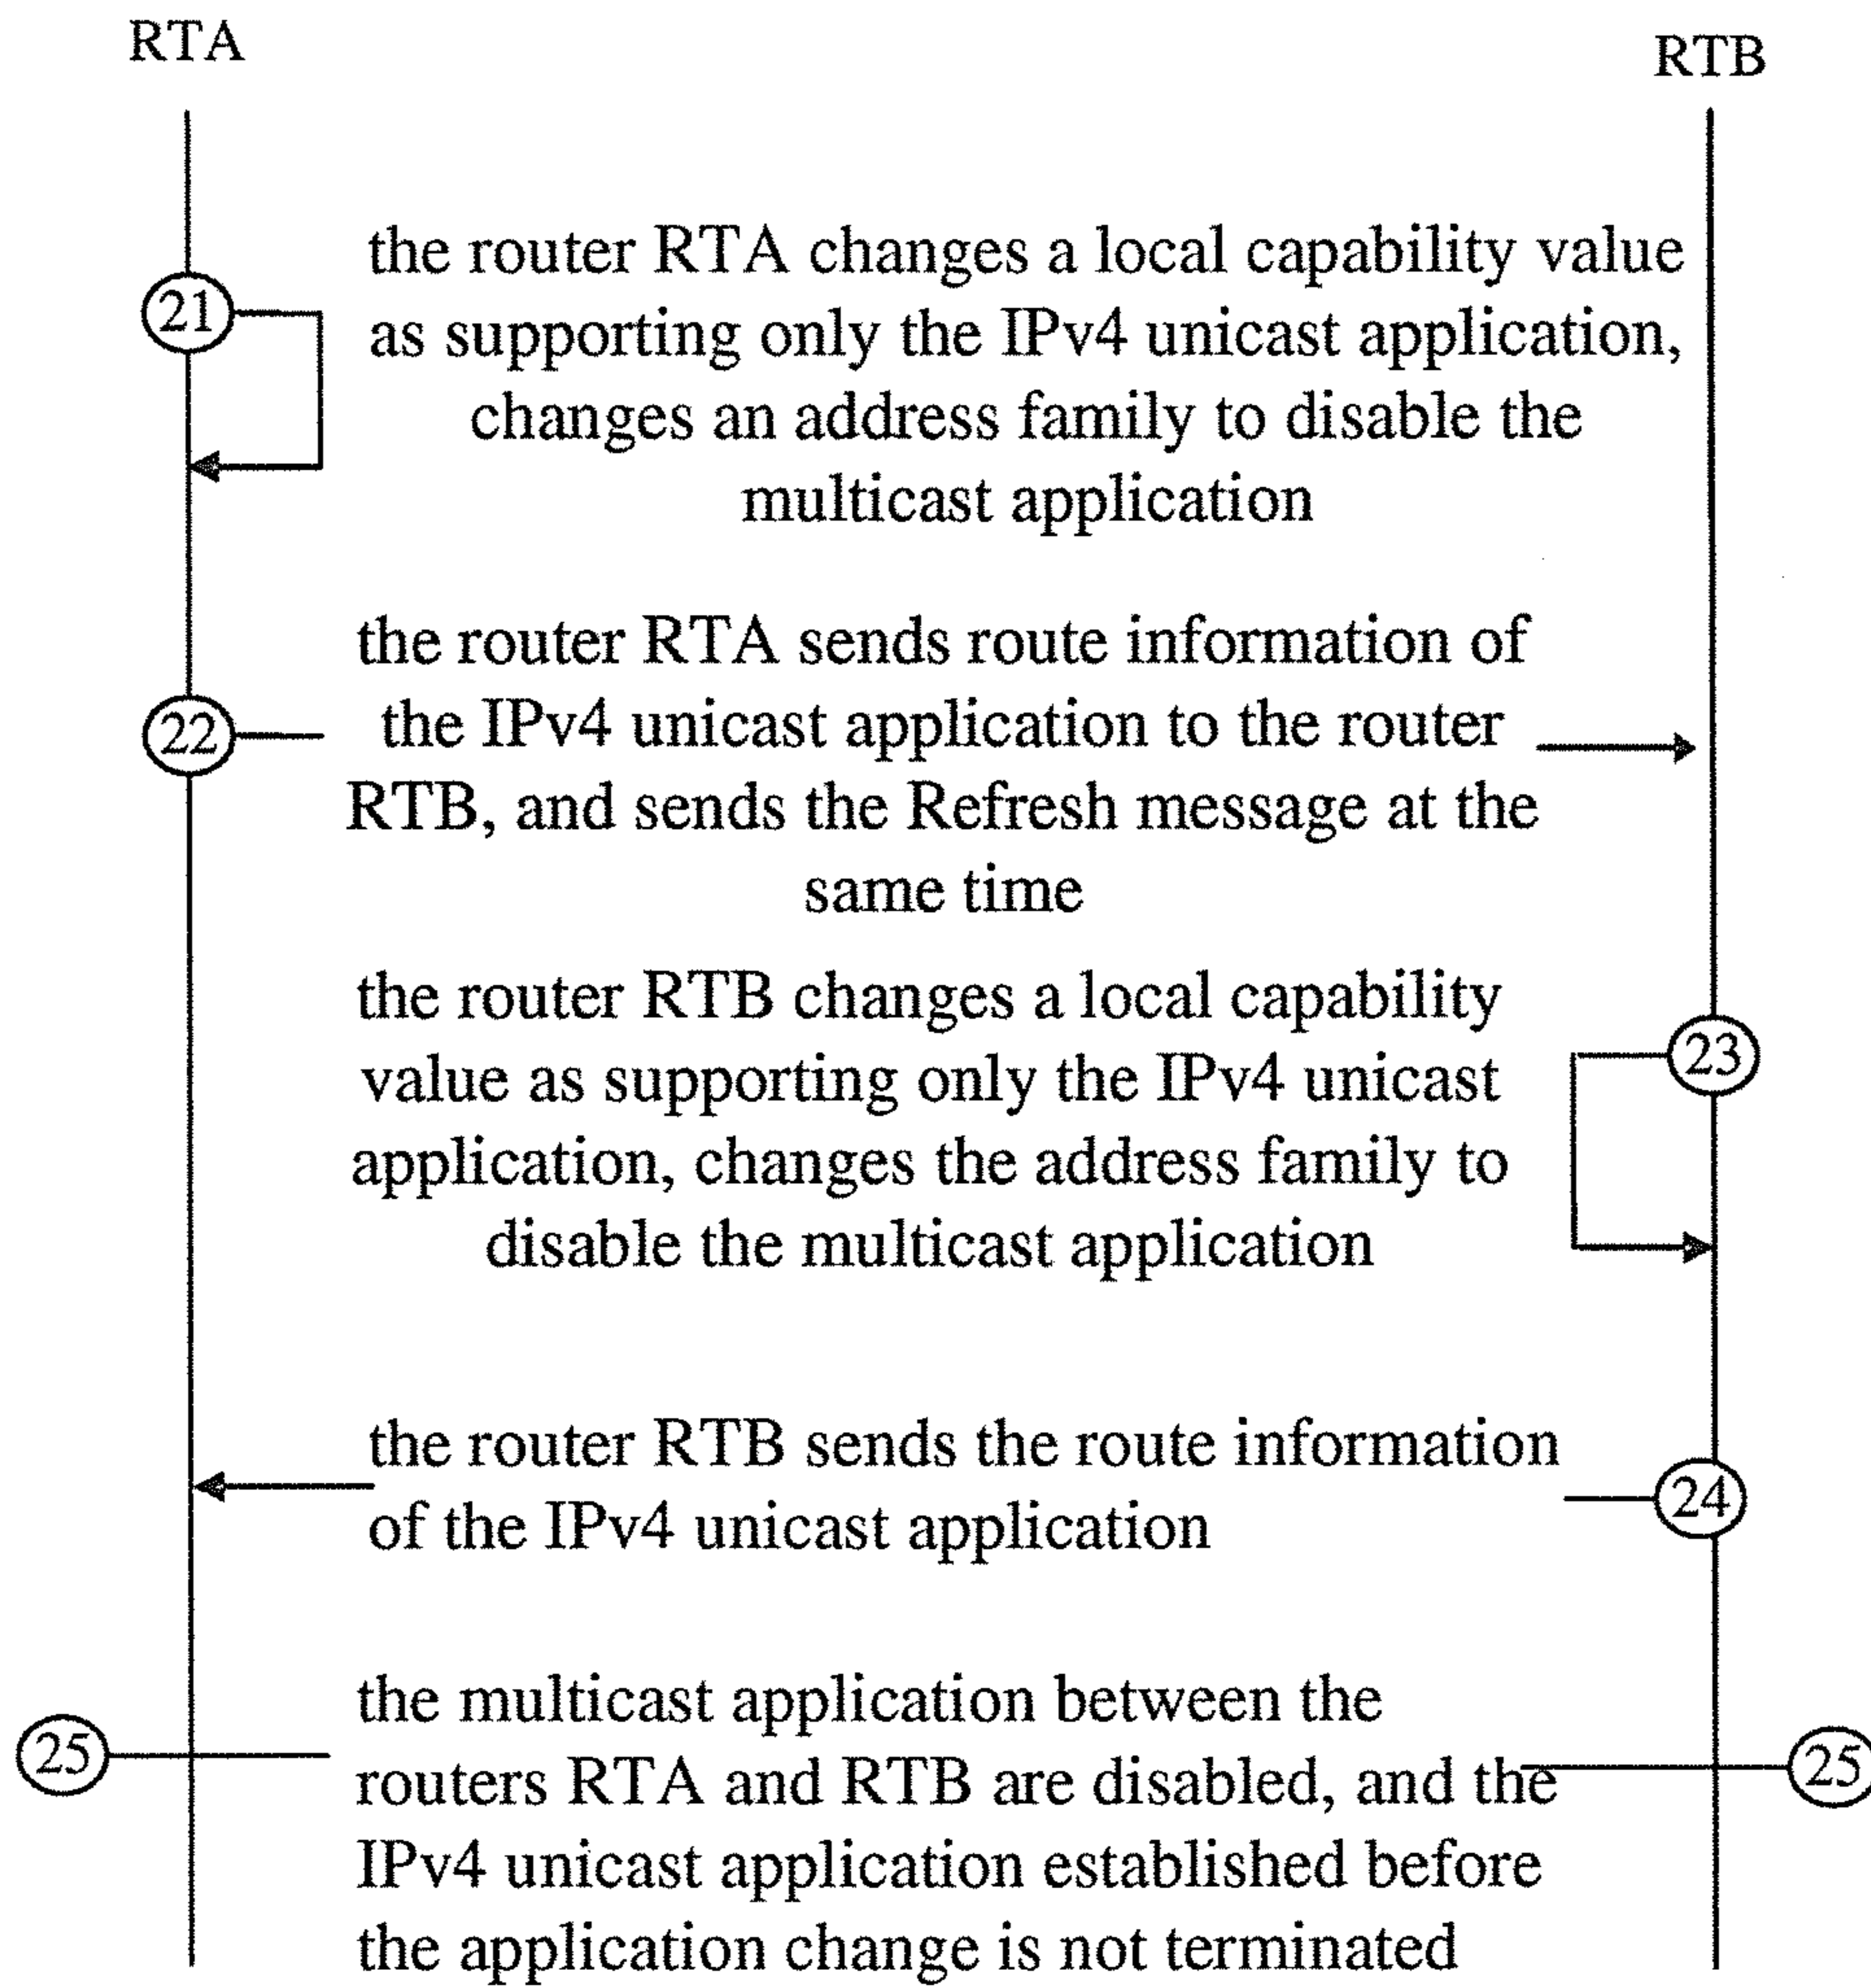 RTA
RTB
21
the router RTA changes a local capability value
as supporting only the IPv4 unicast application,
changes an address family to disable the
multicast application
22
the router RTA sends route information of
the IPv4 unicast application to the router
RTB, and sends the Refresh message at the
same time
23
the router RTB changes a local capability
value as supporting only the IPv4 unicast
application, changes the address family to
disable the multicast application
24
the router RTB sends the route information
of the IPv4 unicast application
25
the multicast application between the
routers RTA and RTB are disabled, and the
IPv4 unicast application established before
the application change is not terminated
25